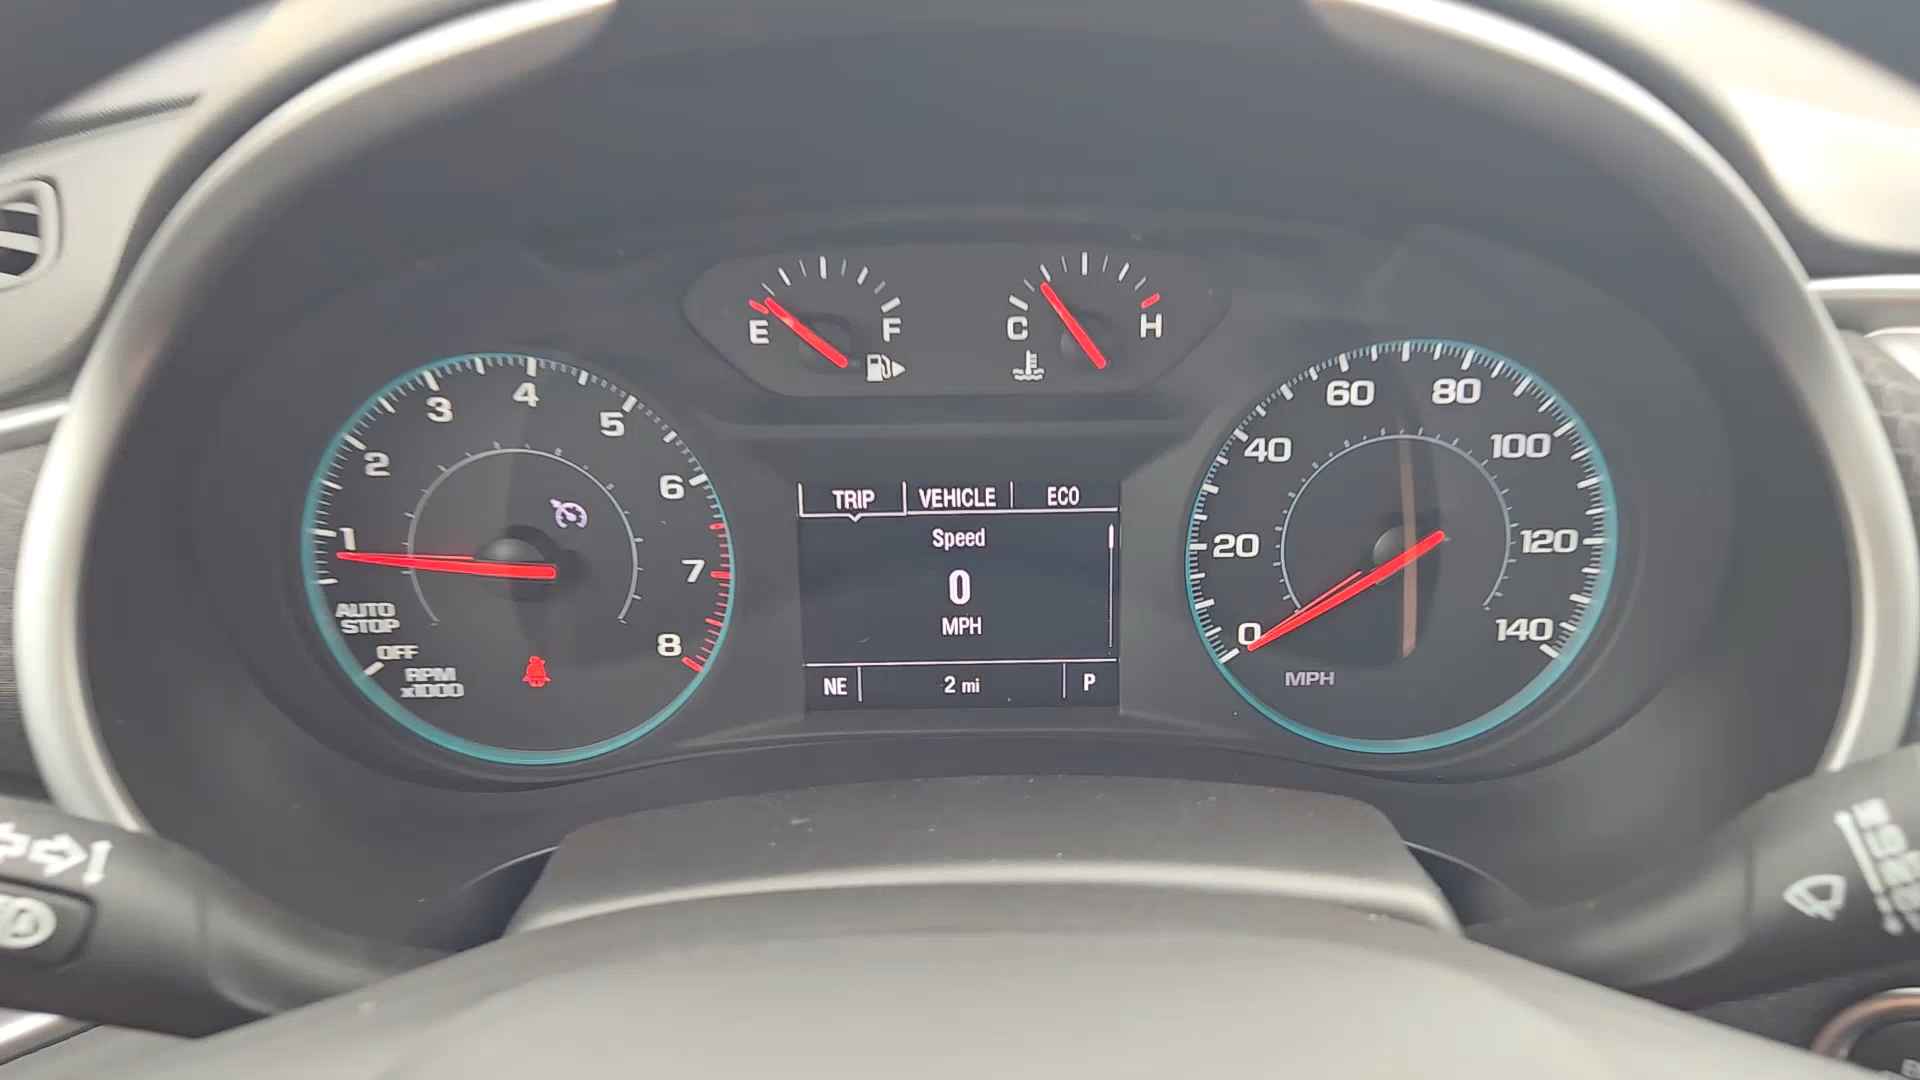 E F
C H
1 2 3 4 5 6 7 8
AUTO
STOP
OFF
RPM
x1000
TRIP VEHICLE ECO
Speed
0
MPH
NE 2 mi P
0 20 40 60 80 100 120 140
MPH